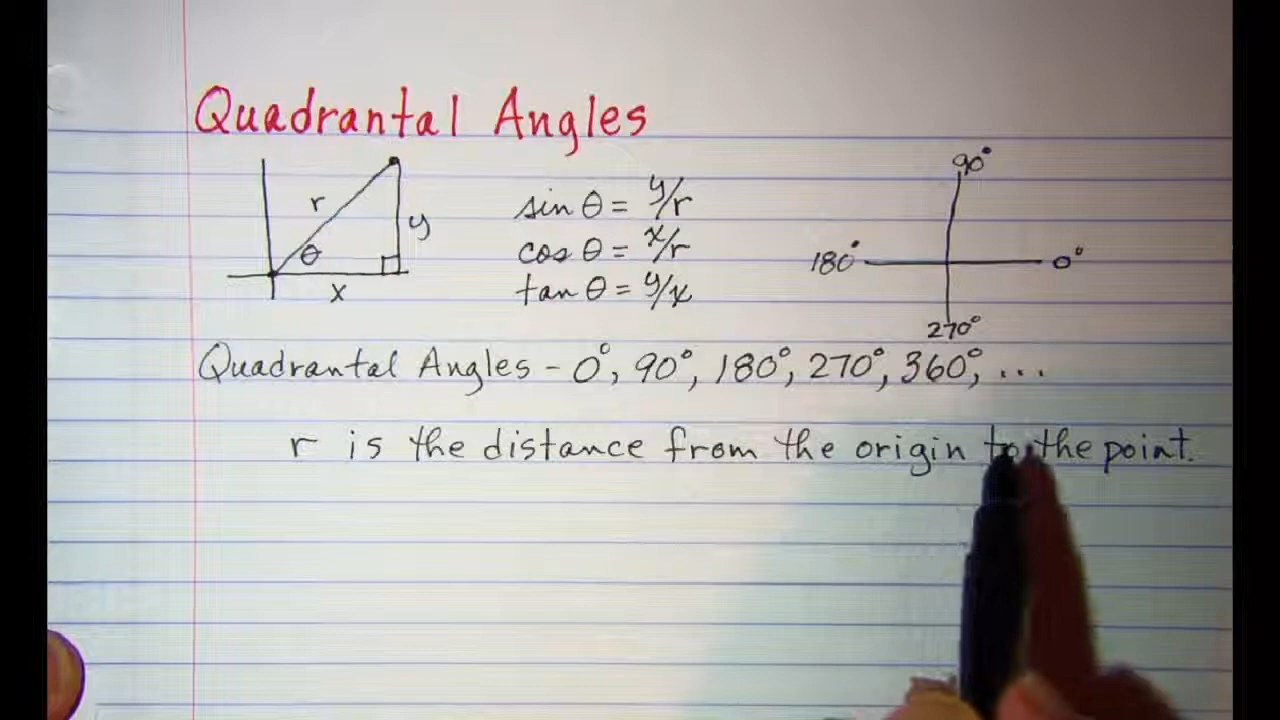 Quadrantal Angles
r
y
θ
x
sin θ = y/r
cos θ = x/r
tan θ = y/x
90°
180°
0°
270°
Quadrantal Angles - 0°, 90°, 180°, 270°, 360°, ...
r is the distance from the origin to the point.